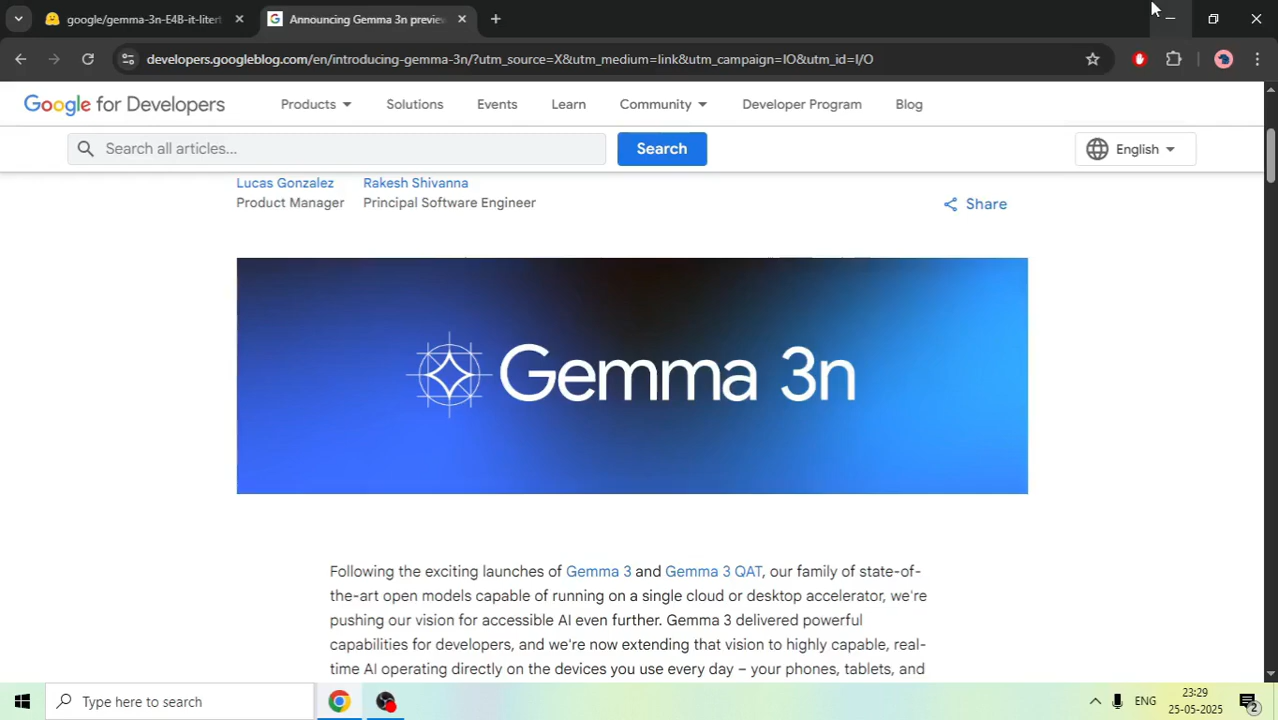 google/gemma-3n-E4B-it-litert
Announcing Gemma 3n preview
developers.googleblog.com/en/introducing-gemma-3n/?utm_source=X&utm_medium=link&utm_campaign=IO&utm_id=I/O
Google for Developers
Products
Solutions
Events
Learn
Community
Developer Program
Blog
Search all articles...
Search
English
Lucas Gonzalez
Product Manager
Rakesh Shivanna
Principal Software Engineer
Share
Gemma 3n
Following the exciting launches of Gemma 3 and Gemma 3 QAT, our family of state-of-
the-art open models capable of running on a single cloud or desktop accelerator, we're
pushing our vision for accessible AI even further. Gemma 3 delivered powerful
capabilities for developers, and we're now extending that vision to highly capable, real-
time AI operating directly on the devices you use every day – your phones, tablets, and
Type here to search
ENG
23:29
25-05-2025
2